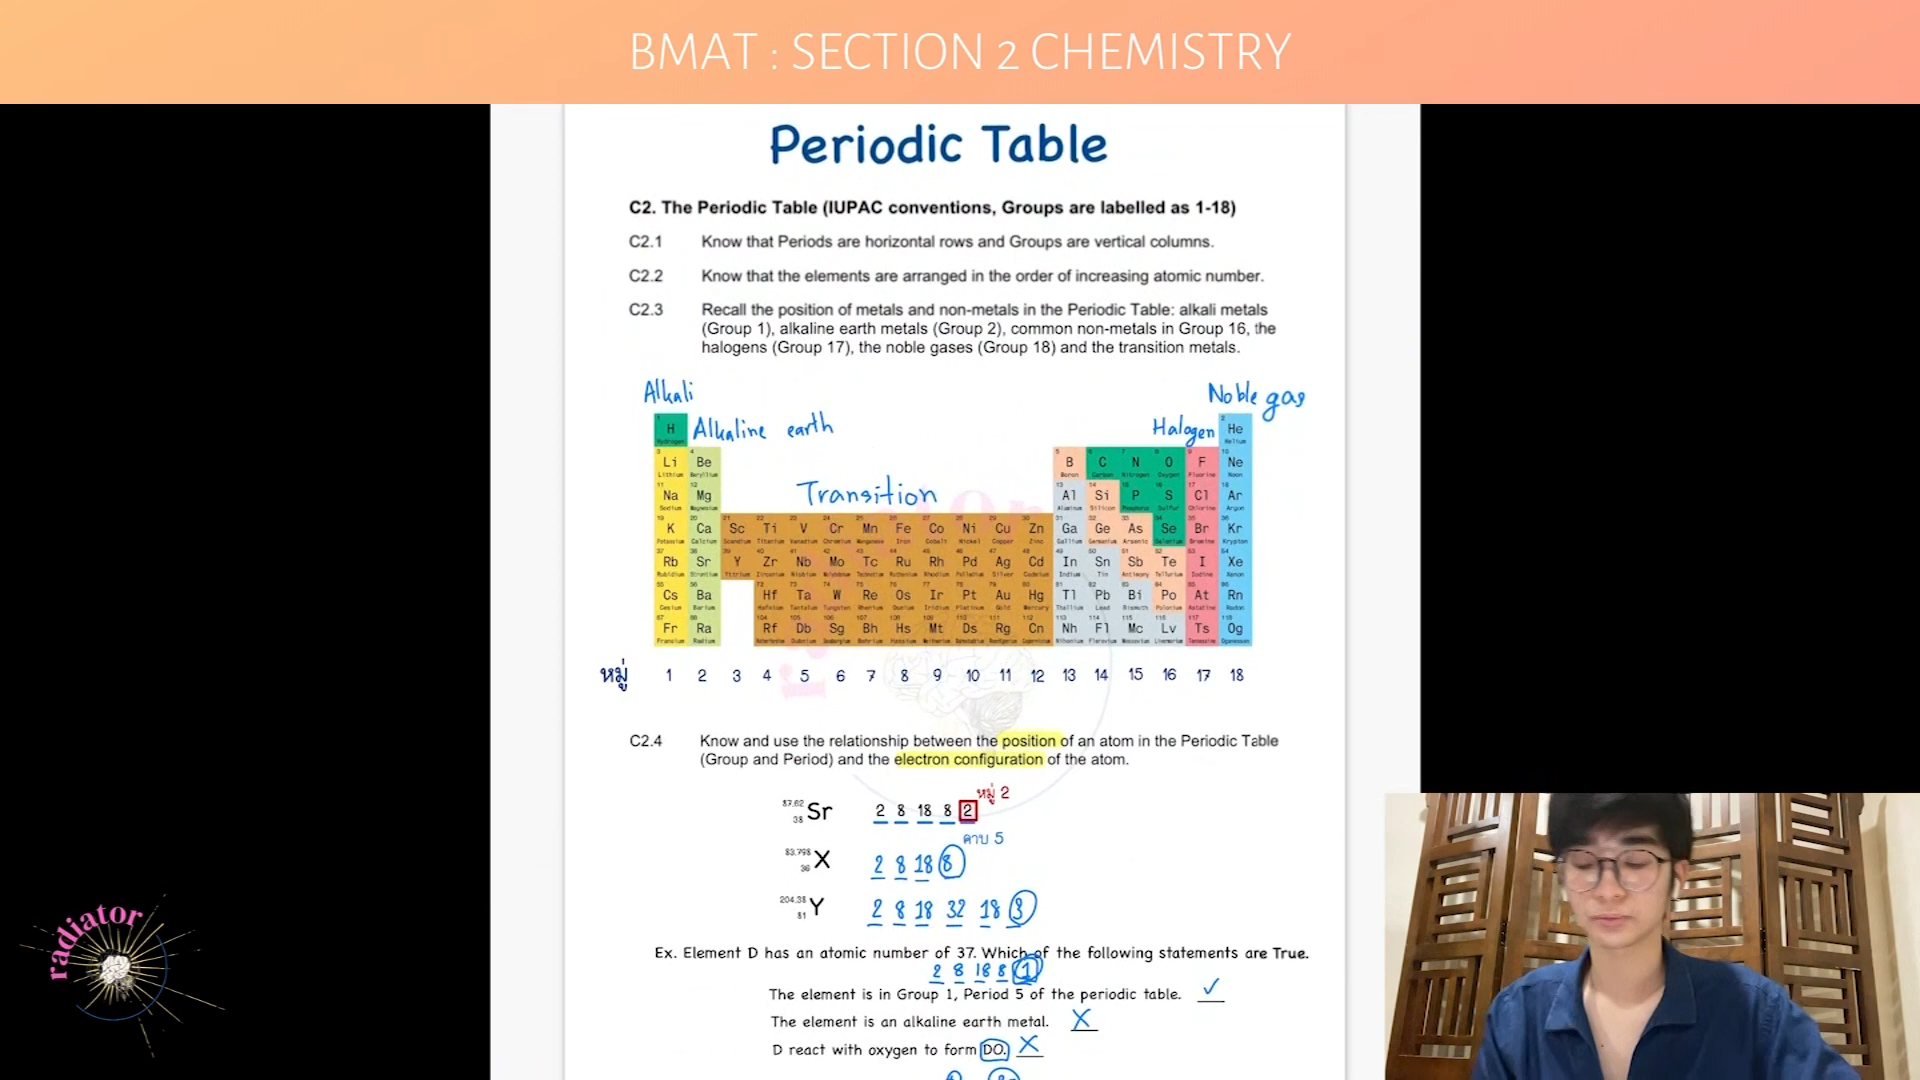 BMAT : SECTION 2 CHEMISTRY
Periodic Table
C2. The Periodic Table (IUPAC conventions, Groups are labelled as 1-18)
C2.1 Know that Periods are horizontal rows and Groups are vertical columns.
C2.2 Know that the elements are arranged in the order of increasing atomic number.
C2.3 Recall the position of metals and non-metals in the Periodic Table: alkali metals
(Group 1), alkaline earth metals (Group 2), common non-metals in Group 16, the
halogens (Group 17), the noble gases (Group 18) and the transition metals.
Alkali Noble gas
H Alkaline earth Halogen He
Li Be B C N O F Ne
Na Mg Transition Al Si P S Cl Ar
K Ca Sc Ti V Cr Mn Fe Co Ni Cu Zn Ga Ge As Se Br Kr
Rb Sr Y Zr Nb Mo Tc Ru Rh Pd Ag Cd In Sn Sb Te I Xe
Cs Ba Hf Ta W Re Os Ir Pt Au Hg Tl Pb Bi Po At Rn
Fr Ra Rf Db Sg Bh Hs Mt Ds Rg Cn Nh Fl Mc Lv Ts Og
หมู่ 1 2 3 4 5 6 7 8 9 10 11 12 13 14 15 16 17 18
C2.4 Know and use the relationship between the position of an atom in the Periodic Table
(Group and Period) and the electron configuration of the atom.
หมู่ 2
87.62 38 Sr 2 8 18 8 2
คาบ 5
83.798 36 X 2 8 18 8
204.38 81 Y 2 8 18 32 18 3
Ex. Element D has an atomic number of 37. Which of the following statements are True.
2 8 18 8 1
The element is in Group 1, Period 5 of the periodic table. ✓
The element is an alkaline earth metal. X
D react with oxygen to form DO. X
radiator